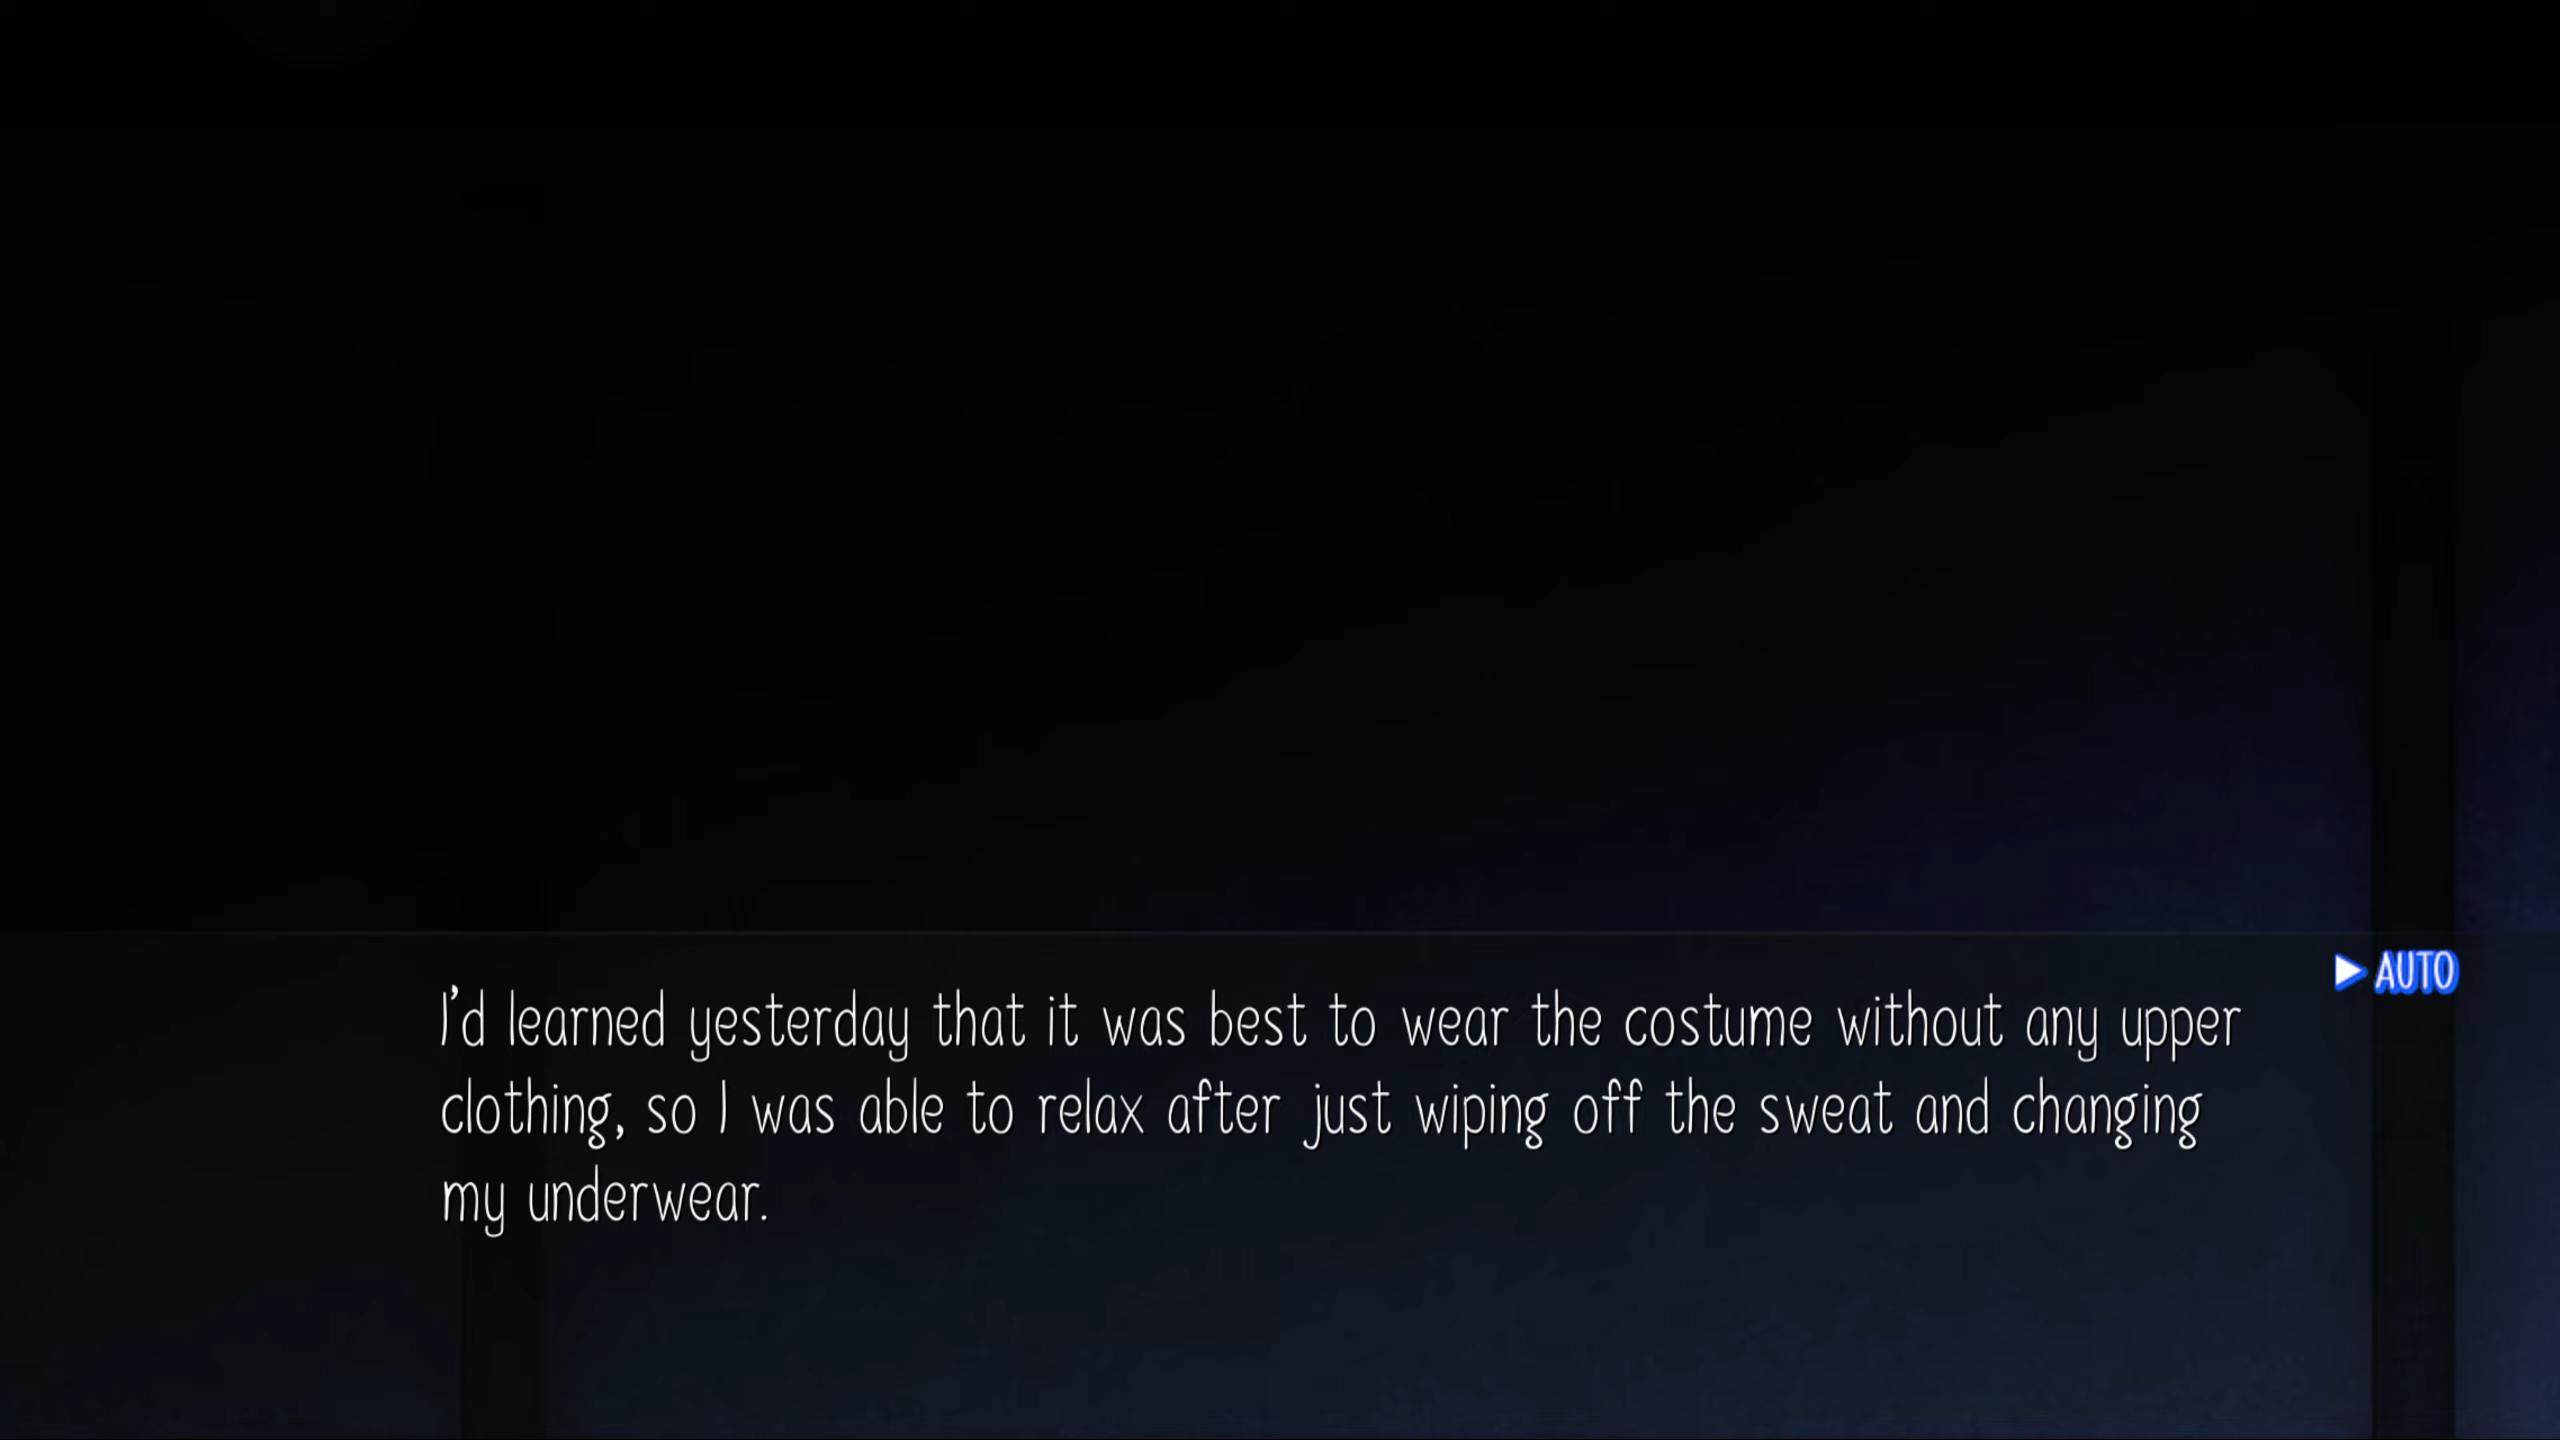 AUTO
I'd learned yesterday that it was best to wear the costume without any upper
clothing, so I was able to relax after just wiping off the sweat and changing
my underwear.